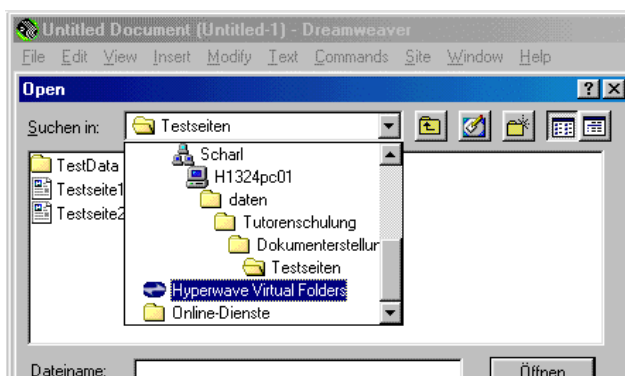 Untitled Document (Untitled-1) - Dreamweaver
File Edit View Insert Modify Text Commands Site Window Help
Open
Suchen in: Testseiten
Scharl
TestData
H1324pc01
Testseite1
daten
Testseite2
Tutorenschulung
Dokumenterstellur
Testseiten
Hyperwave Virtual Folders
Online-Dienste
Dateiname: Öffnen